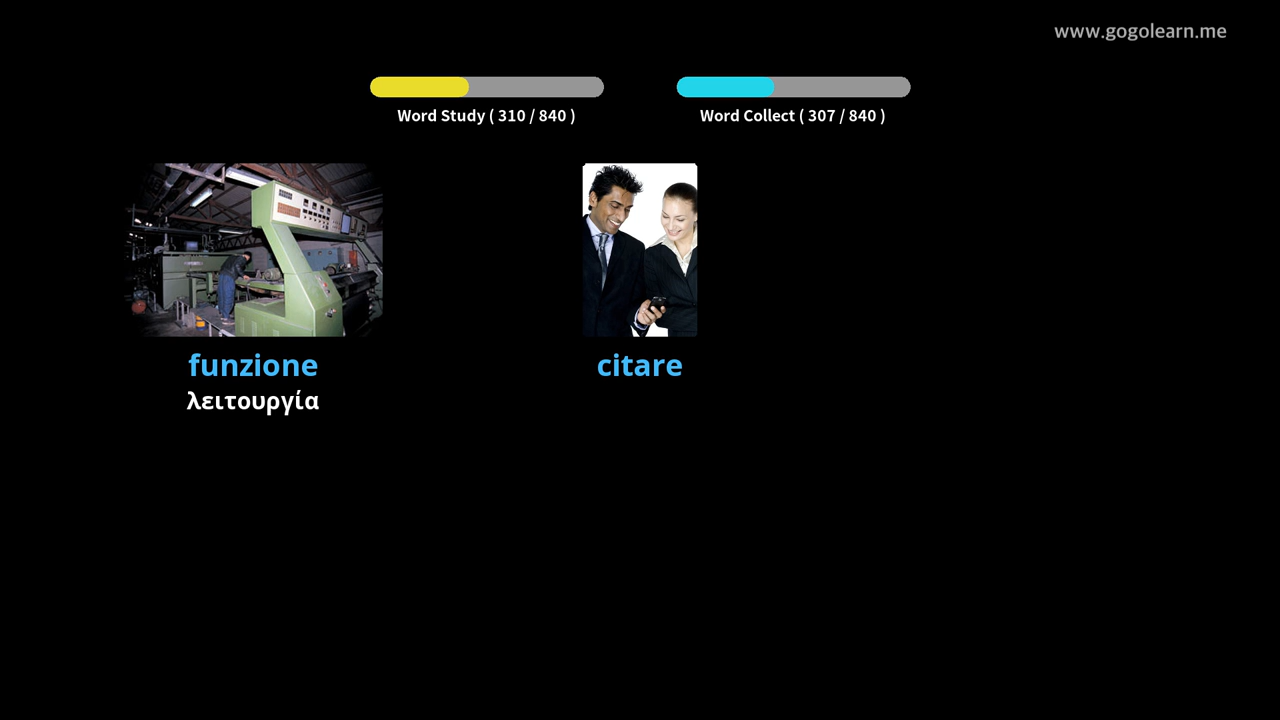 www.gogolearn.me
Word Study ( 310 / 840 )
Word Collect ( 307 / 840 )
funzione
λειτουργία
citare